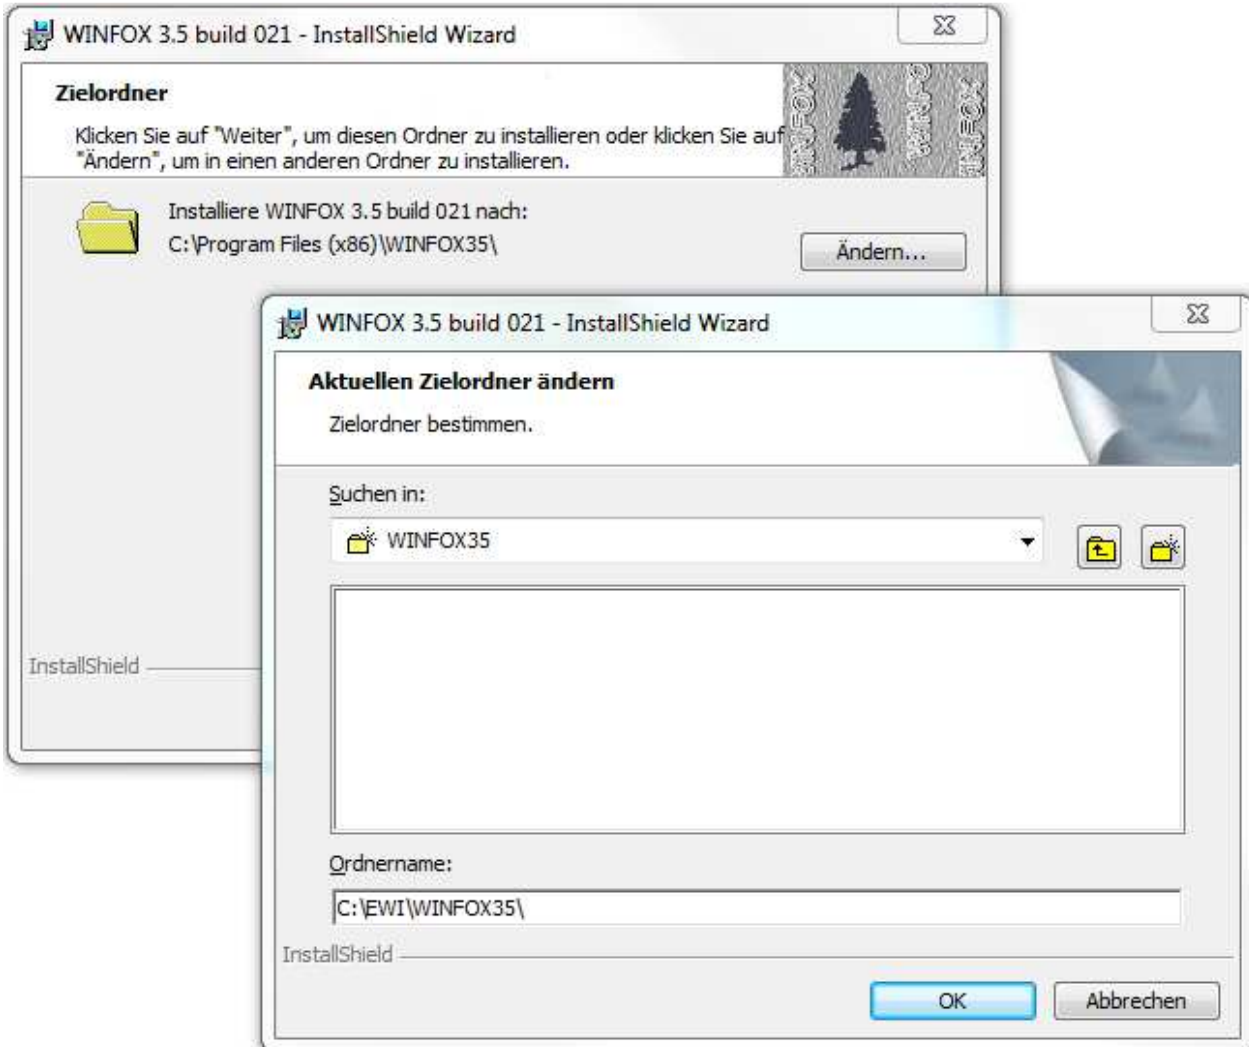 WINFOX 3.5 build 021 - InstallShield Wizard
Zielordner
Klicken Sie auf "Weiter", um diesen Ordner zu installieren oder klicken Sie auf
"Ändern", um in einen anderen Ordner zu installieren.
Installiere WINFOX 3.5 build 021 nach:
C:\Program Files (x86)\WINFOX35\
Ändern...
InstallShield
WINFOX 3.5 build 021 - InstallShield Wizard
Aktuellen Zielordner ändern
Zielordner bestimmen.
Suchen in:
WINFOX35
Ordnername:
C:\EWI\WINFOX35\
InstallShield
OK
Abbrechen